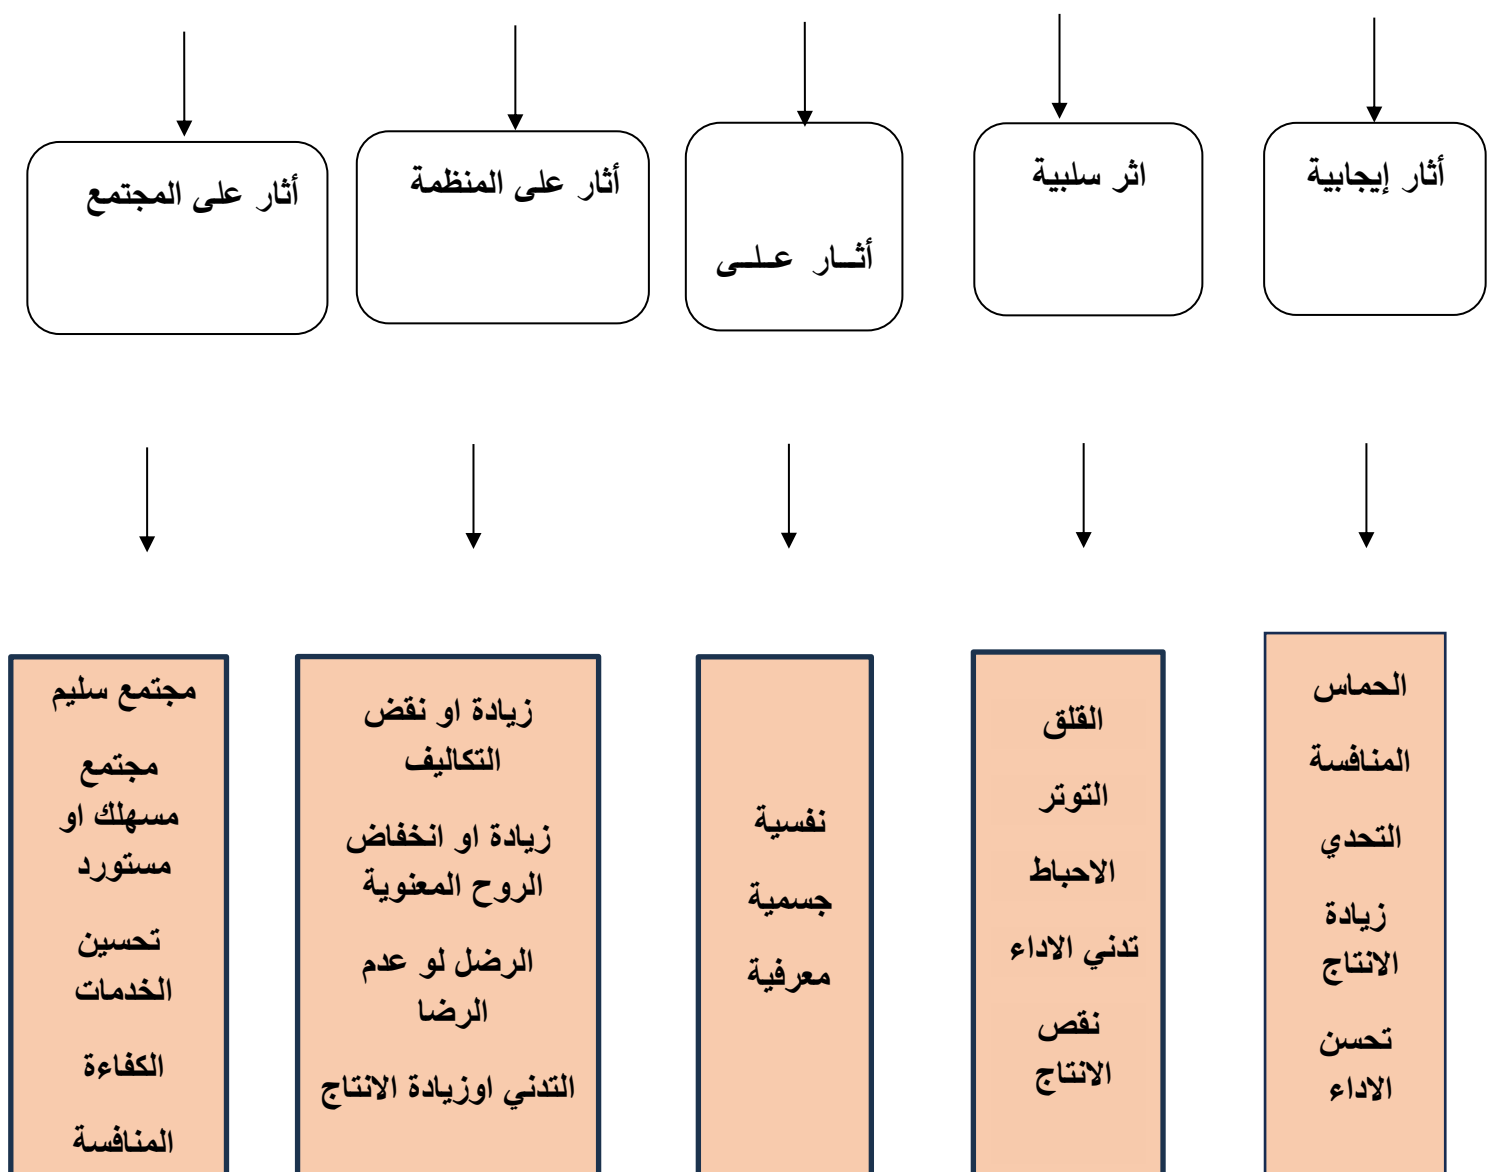 أثار إيجابية
اثر سلبية
أثــار عـلـى
أثار على المنظمة
أثار على المجتمع
الحماس
المنافسة
التحدي
زيادة
الانتاج
تحسن
الاداء
القلق
التوتر
الاحباط
تدني الاداء
نقص
الانتاج
نفسية
جسمية
معرفية
زيادة او نقض
التكاليف
زيادة او انخفاض
الروح المعنوية
الرضل لو عدم
الرضا
التدني اوزيادة الانتاج
مجتمع سليم
مجتمع
مسهلك او
مستورد
تحسين
الخدمات
الكفاءة
المنافسة